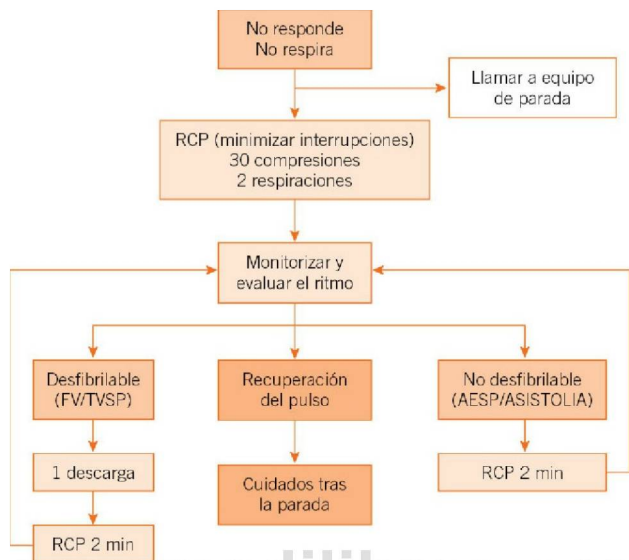 No responde
No respira
Llamar a equipo
de parada
RCP (minimizar interrupciones)
30 compresiones
2 respiraciones
Monitorizar y
evaluar el ritmo
Desfibrilable
(FV/TVSP)
Recuperación
del pulso
No desfibrilable
(AESP/ASISTOLIA)
1 descarga
Cuidados tras
la parada
RCP 2 min
RCP 2 min